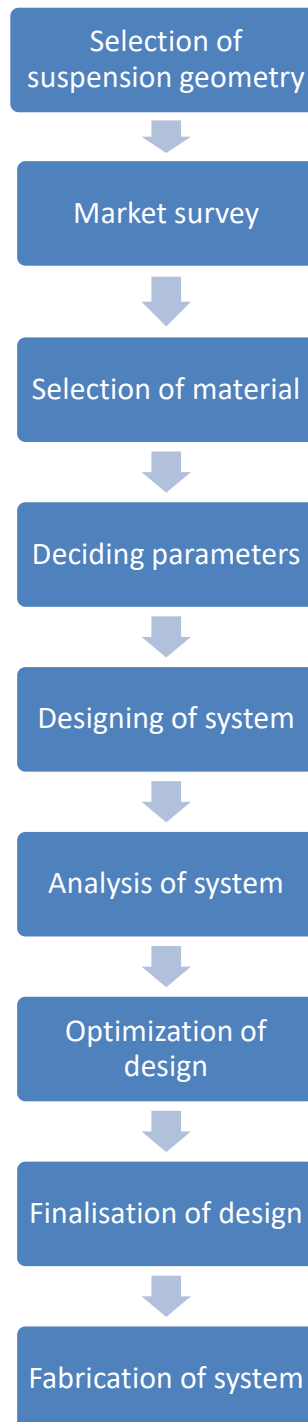 Selection of
suspension geometry
Market survey
Selection of material
Deciding parameters
Designing of system
Analysis of system
Optimization of
design
Finalisation of design
Fabrication of system